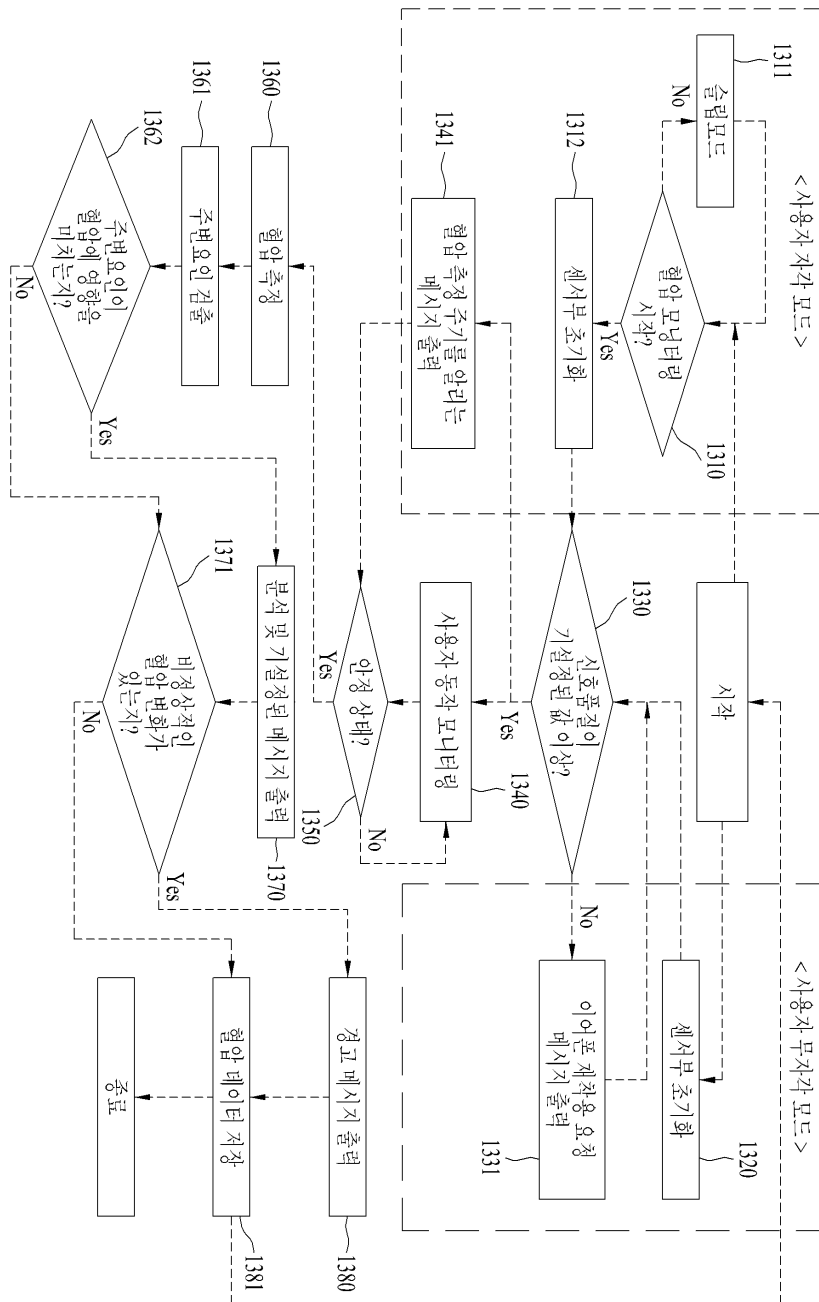 <사용자 자각 모드>
<사용자 무자각 모드>
1311
슬립모드
No
혈압 모닝터링
시작?
1310
Yes
시작
센서부 초기화
1320
1312
센서부 초기화
1330
신호품질이
기설정된 값 이상?
Yes
No
이어폰 재착용 요청
메시지 출력
1331
1341
혈압 측정 주기를 알리는
메시지 출력
사용자 동작 모니터링
1340
안정 상태?
1350
Yes
No
1360
혈압 측정
1361
주변요인 검출
1362
주변요인이
혈압에 영향을
미치는지?
No
Yes
분석 및 기설정된 메시지 출력
1370
1371
비정상적인
혈압 변화가
있는지?
No
Yes
경고 메시지 출력
1380
혈압 데이터 저장
1381
종료